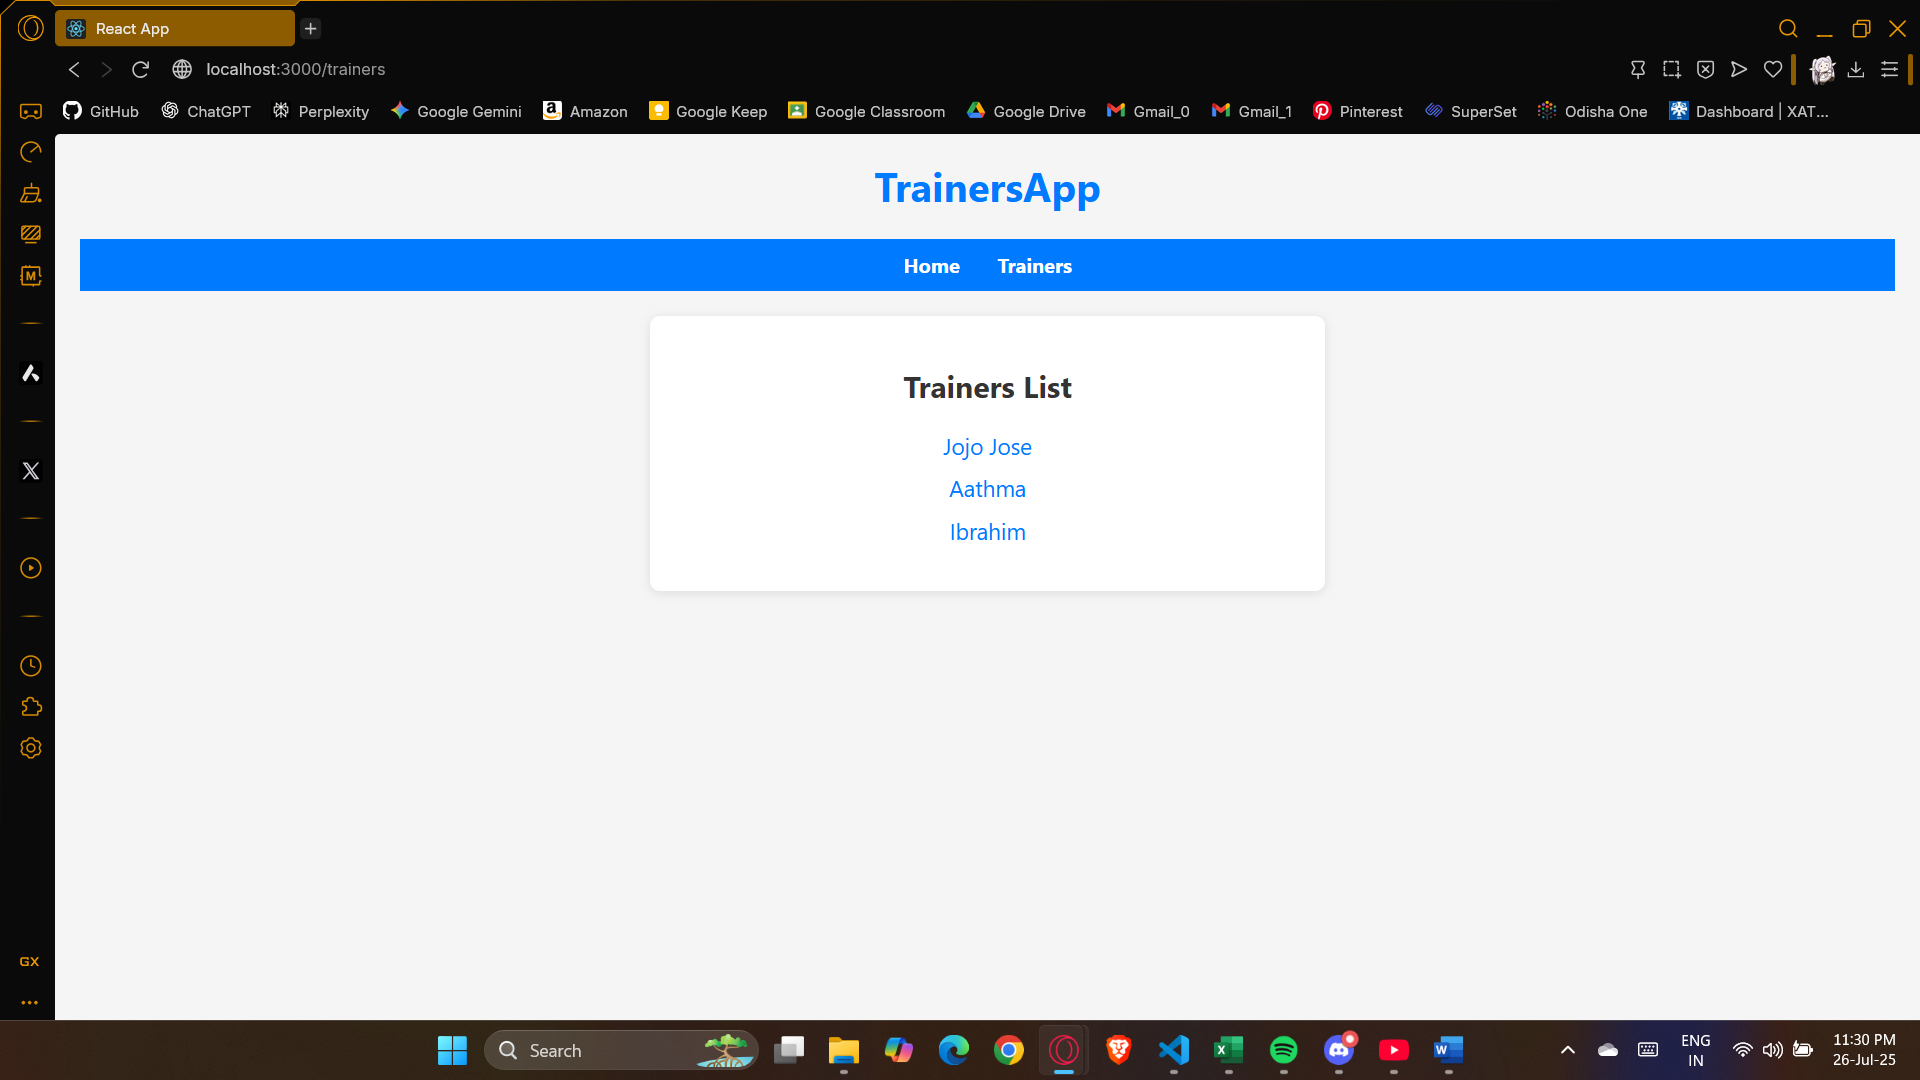 React App
localhost:3000/trainers
GitHub ChatGPT Perplexity Google Gemini Amazon Google Keep Google Classroom Google Drive Gmail_0 Gmail_1 Pinterest SuperSet Odisha One Dashboard | XAT...
TrainersApp
Home Trainers
Trainers List
Jojo Jose
Aathma
Ibrahim
GX
Search
ENG
IN
11:30 PM
26-Jul-25